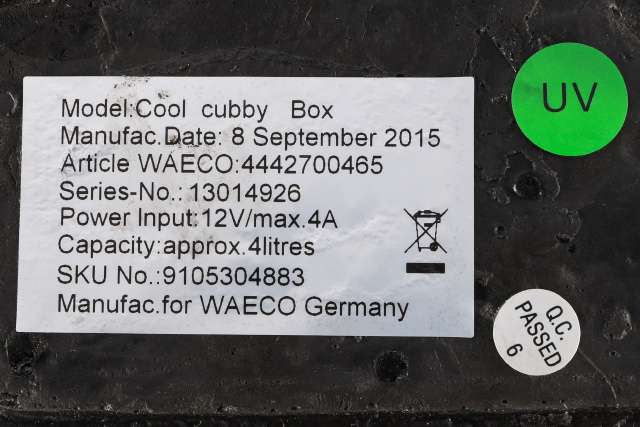 Model:Cool cubby Box
Manufac.Date: 8 September 2015
Article WAECO:4442700465
Series-No.:13014926
Power Input:12V/max.4A
Capacity:approx.4litres
SKU No.:9105304883
Manufac.for WAECO Germany
UV
Q.C.
PASSED
6